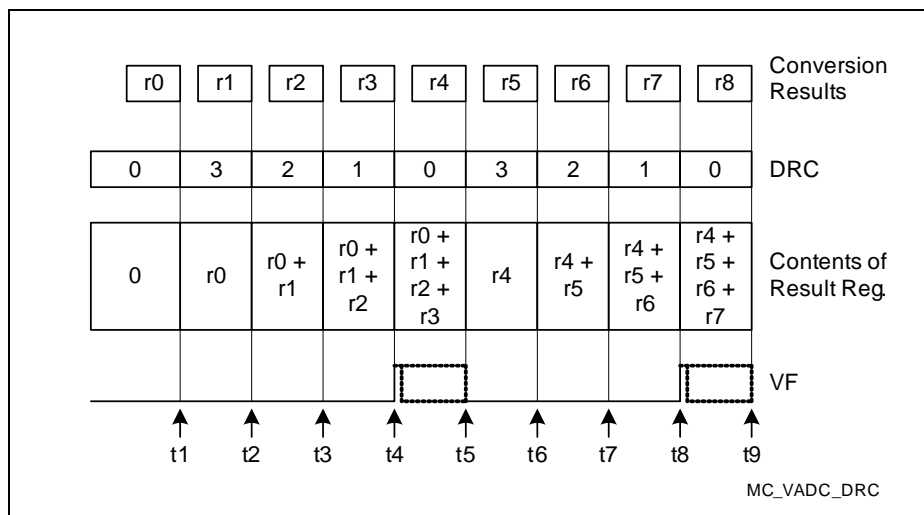 r0 r1 r2 r3 r4 r5 r6 r7 r8
Conversion
Results
0 3 2 1 0 3 2 1 0
DRC
0
r0
r0 +
r1
r0 +
r1 +
r2
r0 +
r1 +
r2 +
r3
r4
r4 +
r5
r4 +
r5 +
r6
r4 +
r5 +
r6 +
r7
Contents of
Result Reg.
VF
t1 t2 t3 t4 t5 t6 t7 t8 t9
MC_VADC_DRC